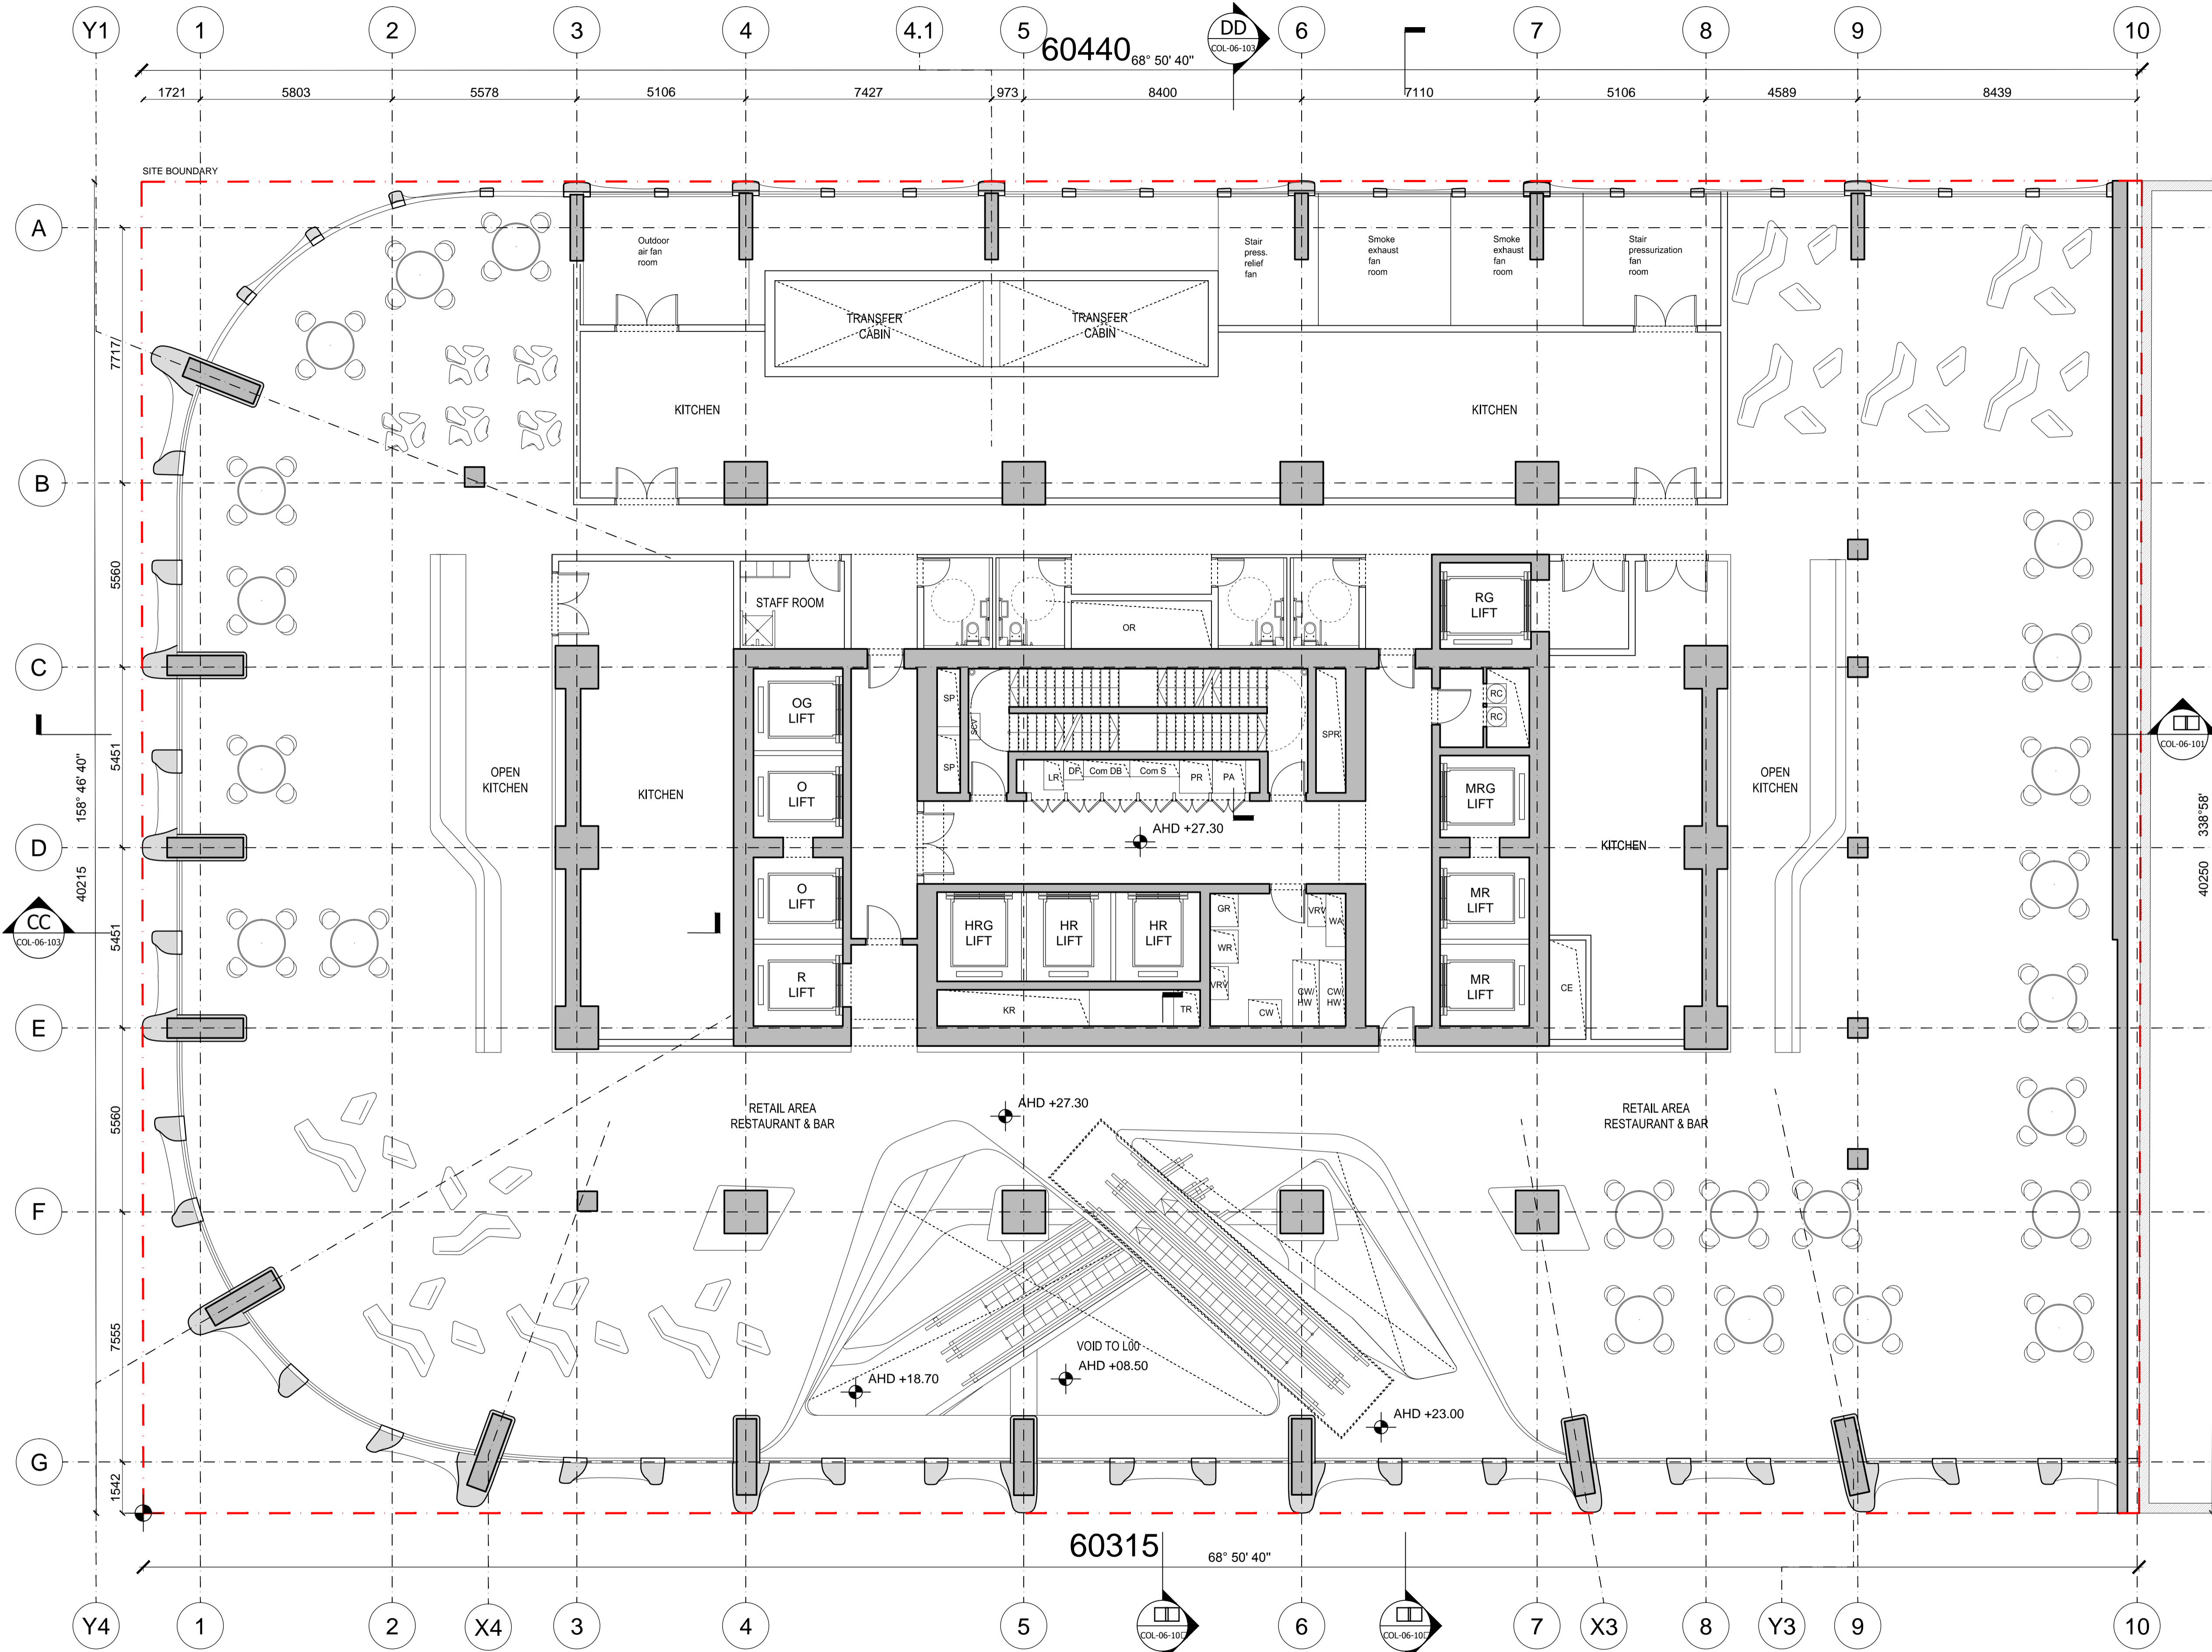 Y1
1
2
3
4
4.1
5
6
7
8
9
10
DD
COL-06-103
60440
68° 50' 40"
1721
5803
5578
5106
7427
973
8400
7110
5106
4589
8439
SITE BOUNDARY
A
B
C
D
E
F
G
7717
5560
5451
5451
5560
7555
1542
158° 46' 40"
40215
CC
COL-06-103
Outdoor
air fan
room
Stair
press.
relief
fan
Smoke
exhaust
fan
room
Smoke
exhaust
fan
room
Stair
pressurization
fan
room
TRANSFER
CABIN
TRANSFER
CABIN
KITCHEN
KITCHEN
STAFF ROOM
OR
RG
LIFT
OG
LIFT
SP
SCV
SPR
RC
RC
SP
LR
DF
Com DB
Com S
PR
PA
O
LIFT
MRG
LIFT
OPEN
KITCHEN
KITCHEN
OPEN
KITCHEN
KITCHEN
AHD +27.30
O
LIFT
MR
LIFT
HRG
LIFT
HR
LIFT
HR
LIFT
GR
WR
VRV
VRV
WA
R
LIFT
MR
LIFT
KR
TR
CW
CW/
HW
CW/
HW
CE
COL-06-101
338°58'
40250
RETAIL AREA
RESTAURANT & BAR
AHD +27.30
RETAIL AREA
RESTAURANT & BAR
VOID TO L00
AHD +08.50
AHD +18.70
AHD +23.00
60315
68° 50' 40"
COL-06-10
COL-06-10
Y4
1
2
X4
3
4
5
6
7
X3
8
Y3
9
10